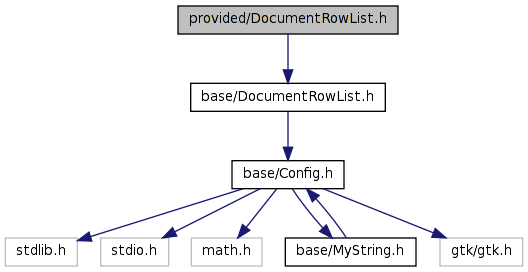 provided/DocumentRowList.h
base/DocumentRowList.h
base/Config.h
stdlib.h
stdio.h
math.h
base/MyString.h
gtk/gtk.h